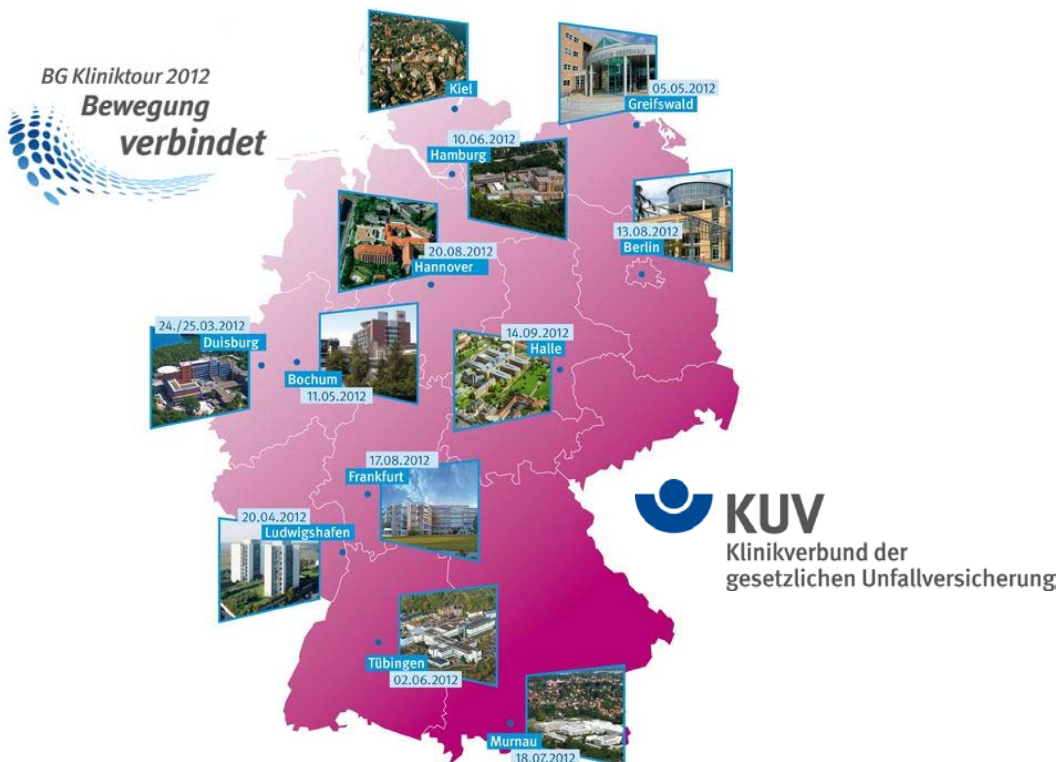 BG Kliniktour 2012
Bewegung
verbindet
Kiel
05.05.2012
Greifswald
10.06.2012
Hamburg
13.08.2012
Berlin
20.08.2012
Hannover
24./25.03.2012
Duisburg
14.09.2012
Halle
Bochum
11.05.2012
17.08.2012
Frankfurt
20.04.2012
Ludwigshafen
KUV
Klinikverbund der
gesetzlichen Unfallversicherung
Tübingen
02.06.2012
Murnau
18.07.2012